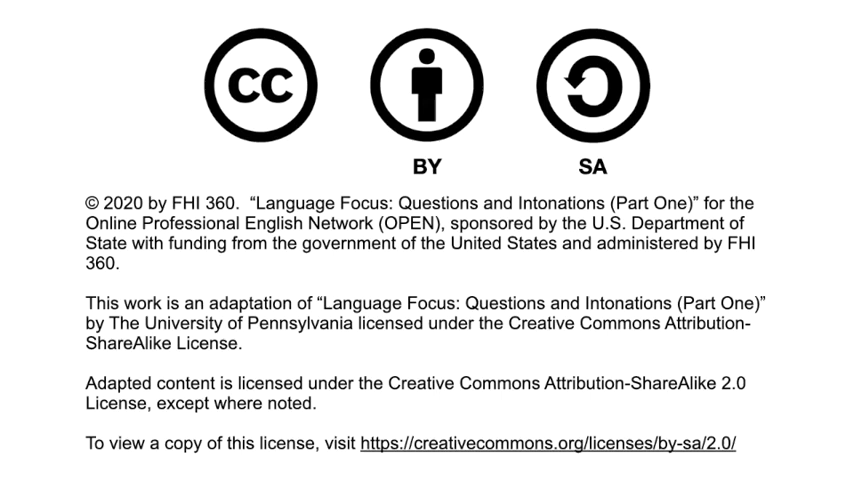 CC
BY
SA
© 2020 by FHI 360.  “Language Focus: Questions and Intonations (Part One)” for the
Online Professional English Network (OPEN), sponsored by the U.S. Department of
State with funding from the government of the United States and administered by FHI
360.
This work is an adaptation of “Language Focus: Questions and Intonations (Part One)”
by The University of Pennsylvania licensed under the Creative Commons Attribution-
ShareAlike License.
Adapted content is licensed under the Creative Commons Attribution-ShareAlike 2.0
License, except where noted.
To view a copy of this license, visit https://creativecommons.org/licenses/by-sa/2.0/